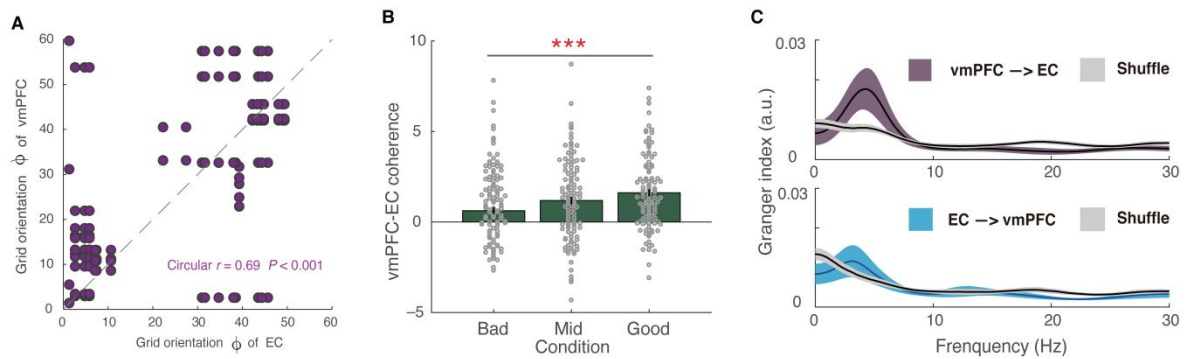 A
60
50
40
30
20
10
0
0
10
20
30
40
50
60
Grid orientation ϕ of vmPFC
Grid orientation ϕ of EC
Circular r = 0.69 P < 0.001
B
***
10
5
0
−5
vmPFC-EC coherence
Bad
Mid
Good
Condition
C
0.03
0
vmPFC —> EC
Shuffle
0.03
0
EC —> vmPFC
Shuffle
Granger index (a.u.)
0
10
20
30
Frenquency (Hz)